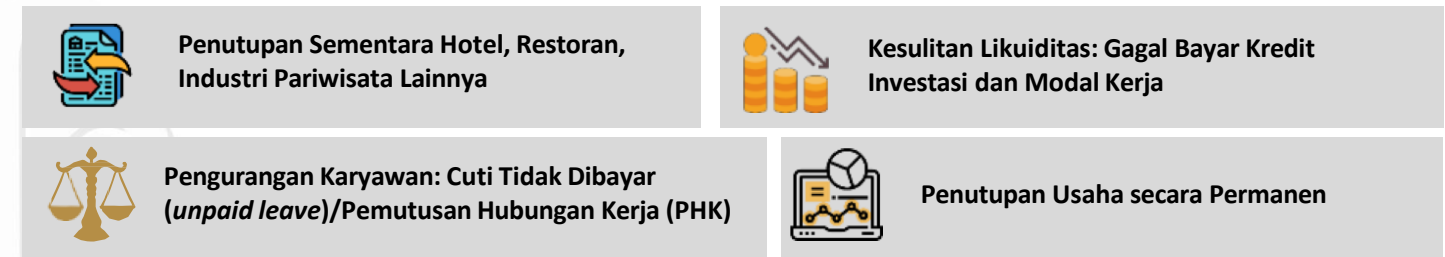 Penutupan Sementara Hotel, Restoran,
Industri Pariwisata Lainnya
Kesulitan Likuiditas: Gagal Bayar Kredit
Investasi dan Modal Kerja
Pengurangan Karyawan: Cuti Tidak Dibayar
(unpaid leave)/Pemutusan Hubungan Kerja (PHK)
Penutupan Usaha secara Permanen